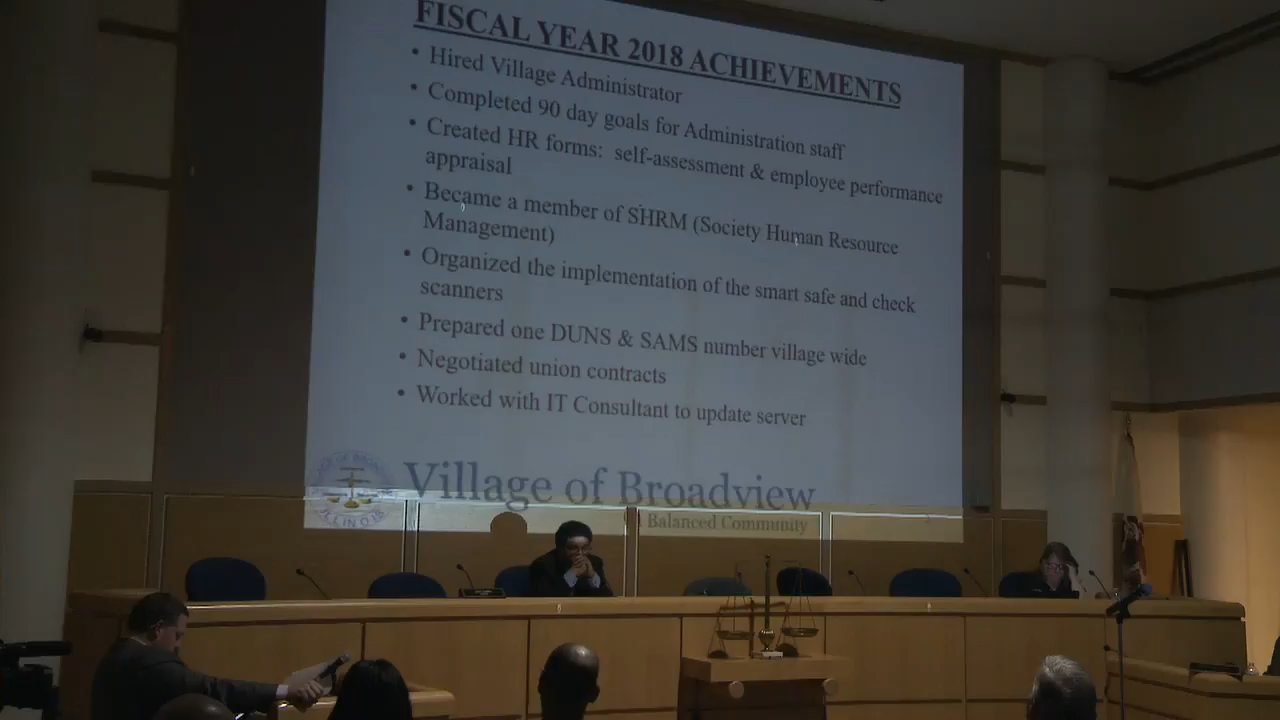 FISCAL YEAR 2018 ACHIEVEMENTS
• Hired Village Administrator
• Completed 90 day goals for Administration staff
• Created HR forms: self-assessment & employee performance
appraisal
• Became a member of SHRM (Society Human Resource
Management)
• Organized the implementation of the smart safe and check
scanners
• Prepared one DUNS & SAMS number village wide
• Negotiated union contracts
• Worked with IT Consultant to update server
Village of Broadview
Balanced Community
ILLINOIS